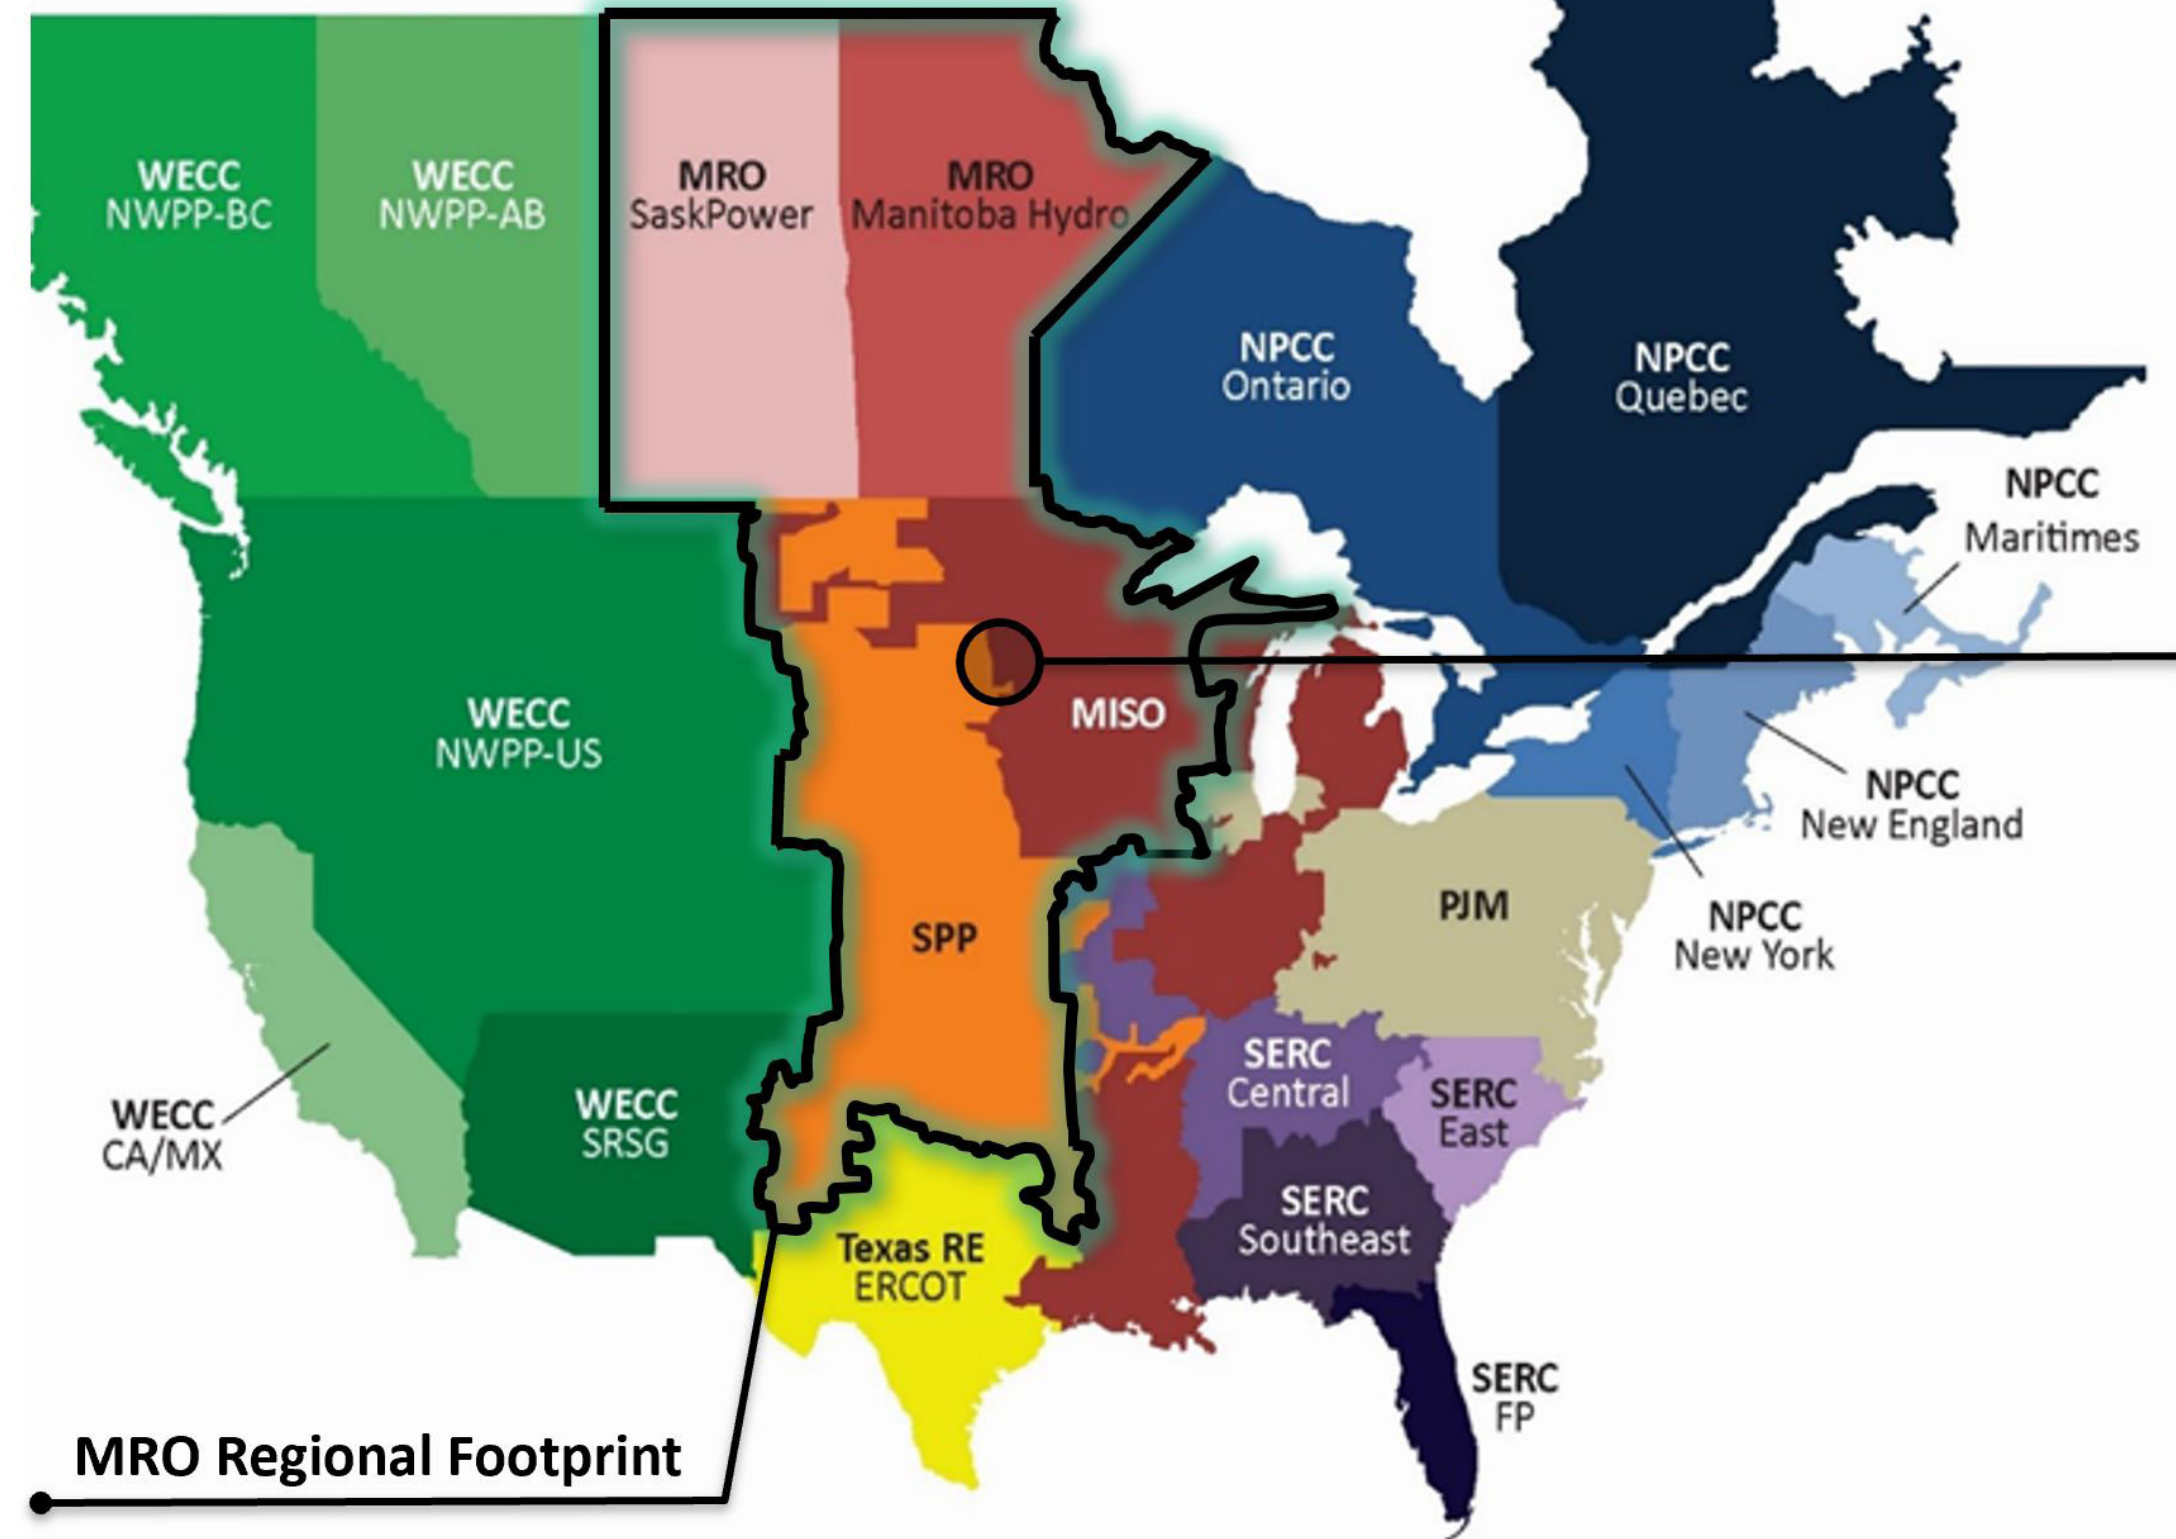 WECC
NWPP-BC
WECC
NWPP-AB
MRO
SaskPower
MRO
Manitoba Hydro
NPCC
Ontario
NPCC
Quebec
NPCC
Maritimes
WECC
NWPP-US
MISO
NPCC
New England
NPCC
New York
PJM
SPP
SERC
Central
SERC
East
WECC
CA/MX
WECC
SRSG
SERC
Southeast
Texas RE
ERCOT
SERC
FP
MRO Regional Footprint